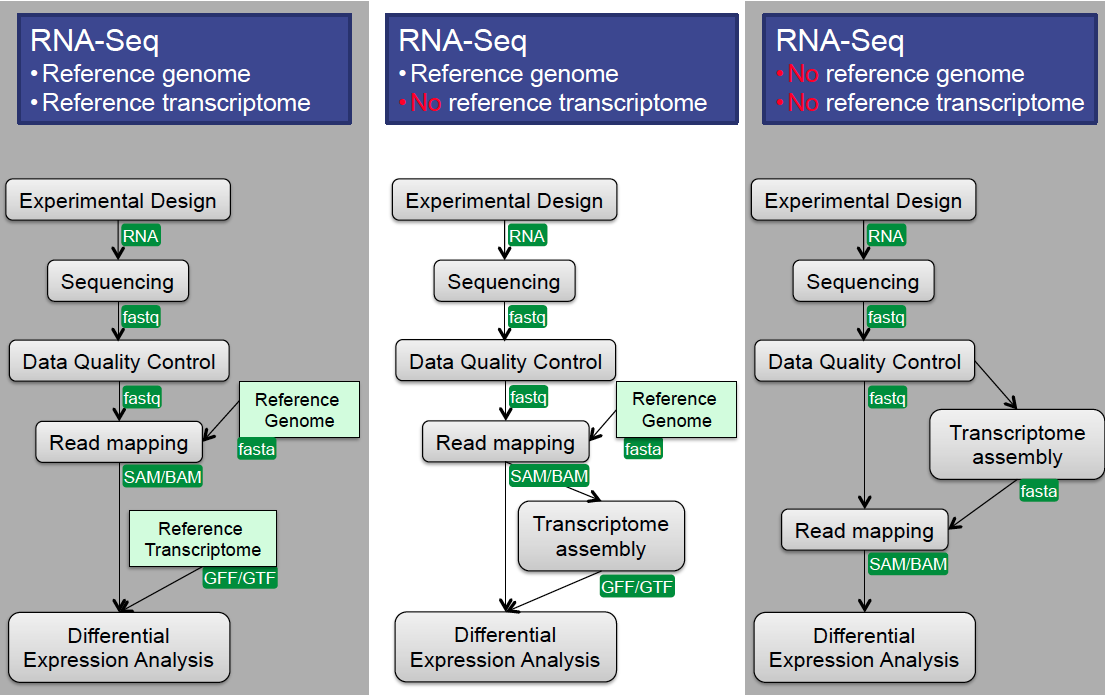 RNA-Seq
•Reference genome
•Reference transcriptome
Experimental Design
RNA
Sequencing
fastq
Data Quality Control
fastq
Reference
Genome
fasta
Read mapping
SAM/BAM
Reference
Transcriptome
GFF/GTF
Differential
Expression Analysis
RNA-Seq
•Reference genome
•No reference transcriptome
Experimental Design
RNA
Sequencing
fastq
Data Quality Control
fastq
Reference
Genome
fasta
Read mapping
SAM/BAM
Transcriptome
assembly
GFF/GTF
Differential
Expression Analysis
RNA-Seq
•No reference genome
•No reference transcriptome
Experimental Design
RNA
Sequencing
fastq
Data Quality Control
fastq
Transcriptome
assembly
fasta
Read mapping
SAM/BAM
Differential
Expression Analysis